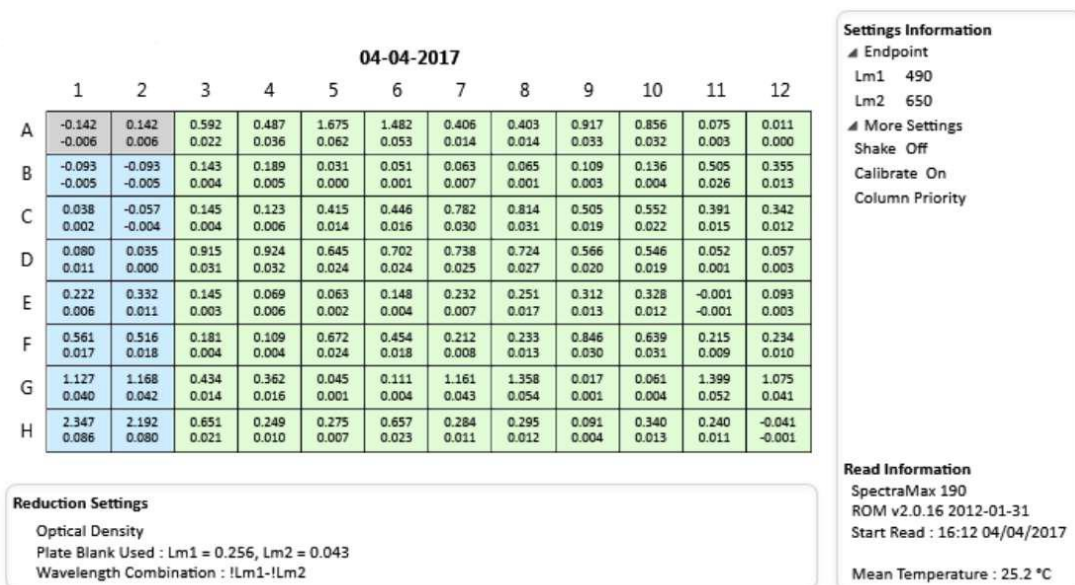 04-04-2017
1 2 3 4 5 6 7 8 9 10 11 12
A -0.142 0.142 0.592 0.487 1.675 1.482 0.406 0.403 0.917 0.856 0.075 0.011
-0.006 0.006 0.022 0.036 0.062 0.053 0.014 0.014 0.033 0.032 0.003 0.000
B -0.093 -0.093 0.143 0.189 0.031 0.051 0.063 0.065 0.109 0.136 0.505 0.355
-0.005 -0.005 0.004 0.005 0.000 0.001 0.007 0.001 0.003 0.004 0.026 0.013
C 0.038 -0.057 0.145 0.123 0.415 0.446 0.782 0.814 0.505 0.552 0.391 0.342
0.002 -0.004 0.004 0.006 0.014 0.016 0.030 0.031 0.019 0.022 0.015 0.012
D 0.080 0.035 0.915 0.924 0.645 0.702 0.738 0.724 0.566 0.546 0.052 0.057
0.011 0.000 0.031 0.032 0.024 0.024 0.025 0.027 0.020 0.019 0.001 0.003
E 0.222 0.332 0.145 0.069 0.063 0.148 0.232 0.251 0.312 0.328 -0.001 0.093
0.006 0.011 0.003 0.006 0.002 0.004 0.007 0.017 0.013 0.012 -0.001 0.003
F 0.561 0.516 0.181 0.109 0.672 0.454 0.212 0.233 0.846 0.639 0.215 0.234
0.017 0.018 0.004 0.004 0.024 0.018 0.008 0.013 0.030 0.031 0.009 0.010
G 1.127 1.168 0.434 0.362 0.045 0.111 1.161 1.358 0.017 0.061 1.399 1.075
0.040 0.042 0.014 0.016 0.001 0.004 0.043 0.054 0.001 0.004 0.052 0.041
H 2.347 2.192 0.651 0.249 0.275 0.657 0.284 0.295 0.091 0.340 0.240 -0.041
0.086 0.080 0.021 0.010 0.007 0.023 0.011 0.012 0.004 0.013 0.011 -0.001
Reduction Settings
Optical Density
Plate Blank Used : Lm1 = 0.256, Lm2 = 0.043
Wavelength Combination : !Lm1-!Lm2
Settings Information
Endpoint
Lm1 490
Lm2 650
More Settings
Shake Off
Calibrate On
Column Priority
Read Information
SpectraMax 190
ROM v2.0.16 2012-01-31
Start Read : 16:12 04/04/2017
Mean Temperature : 25.2 °C